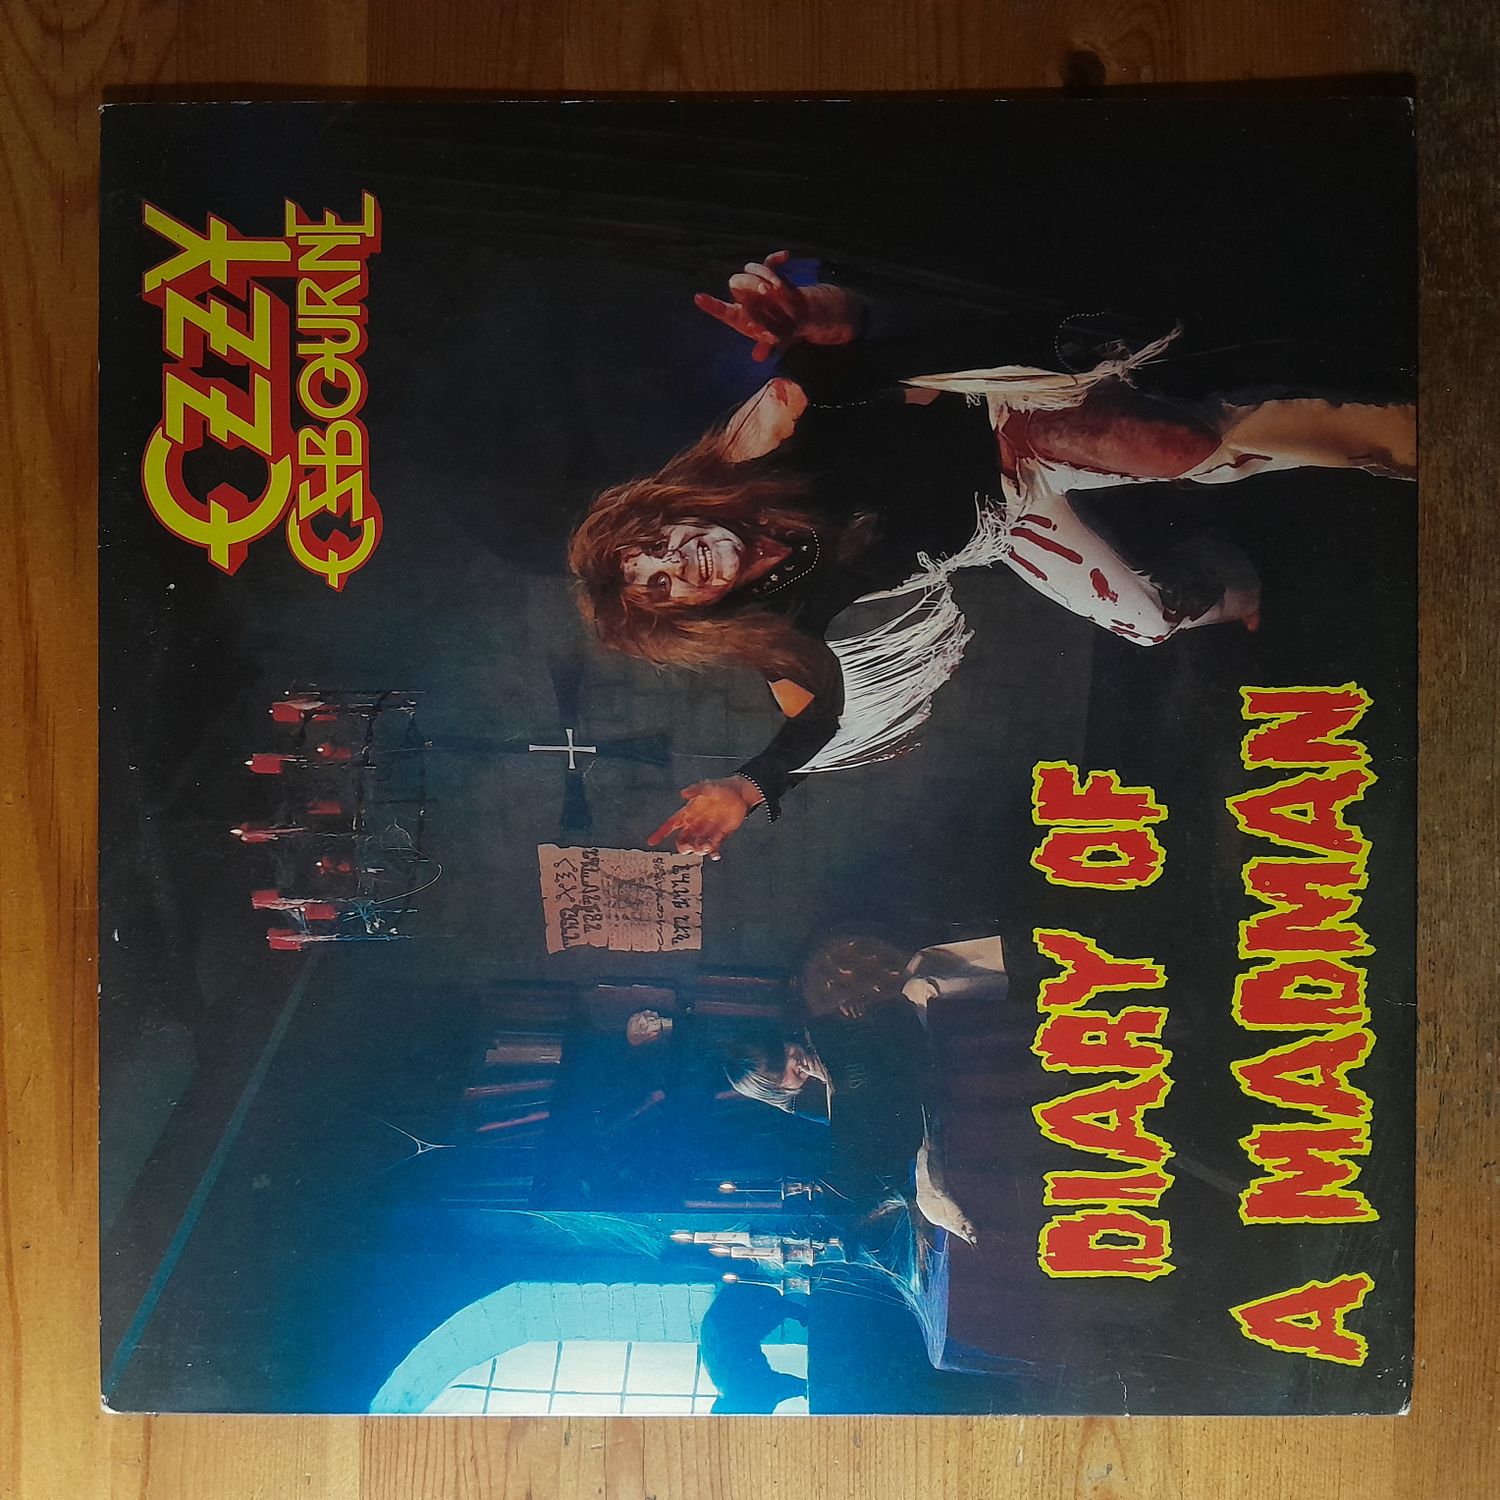 OZZY
OSBOURNE
DIARY OF
A MADMAN